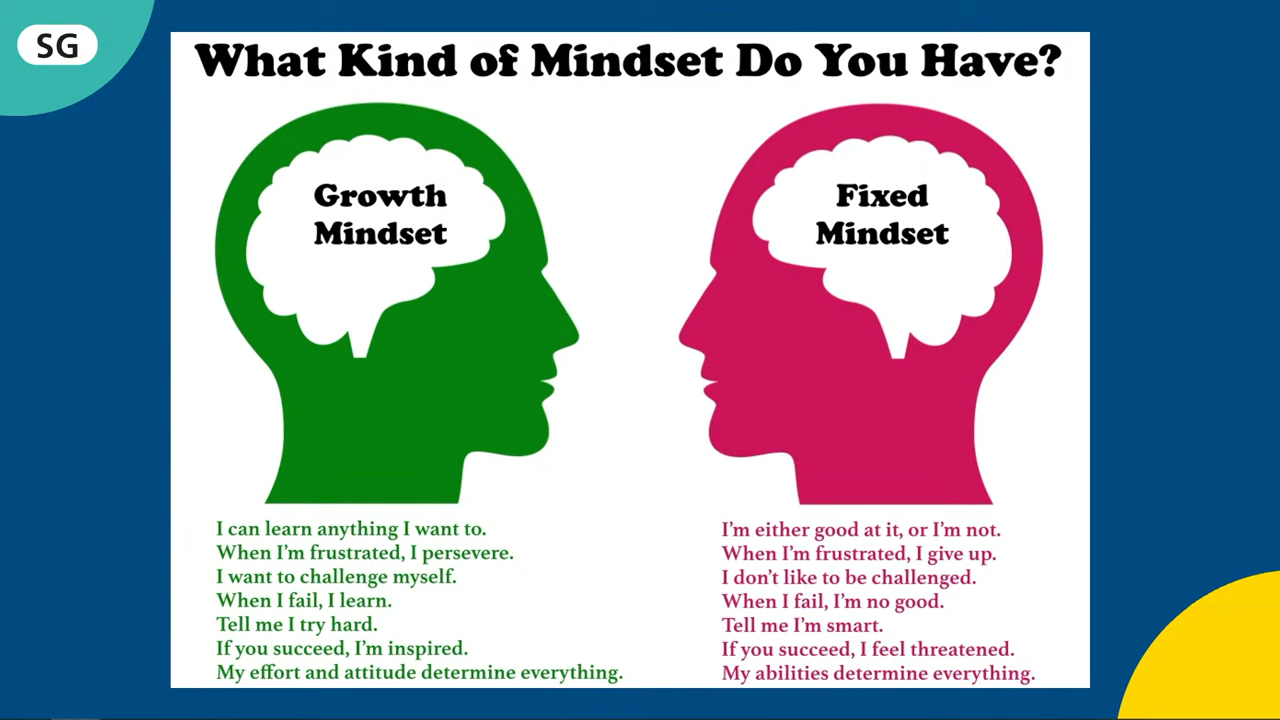 SG
What Kind of Mindset Do You Have?
Growth
Mindset
Fixed
Mindset
I can learn anything I want to.
When I'm frustrated, I persevere.
I want to challenge myself.
When I fail, I learn.
Tell me I try hard.
If you succeed, I'm inspired.
My effort and attitude determine everything.
I'm either good at it, or I'm not.
When I'm frustrated, I give up.
I don't like to be challenged.
When I fail, I'm no good.
Tell me I'm smart.
If you succeed, I feel threatened.
My abilities determine everything.